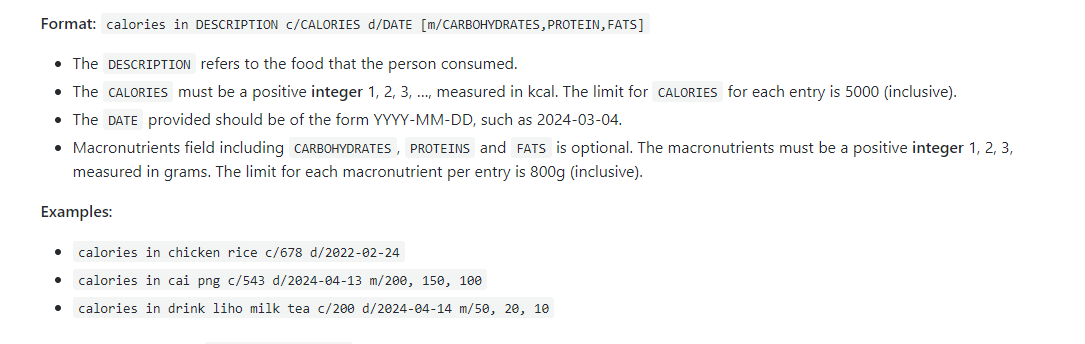 Format: calories in DESCRIPTION c/CALORIES d/DATE [m/CARBOHYDRATES,PROTEIN,FATS]
The DESCRIPTION refers to the food that the person consumed.
The CALORIES must be a positive integer 1, 2, 3, ..., measured in kcal. The limit for CALORIES for each entry is 5000 (inclusive).
The DATE provided should be of the form YYYY-MM-DD, such as 2024-03-04.
Macronutrients field including CARBOHYDRATES, PROTEINS and FATS is optional. The macronutrients must be a positive integer 1, 2, 3,
measured in grams. The limit for each macronutrient per entry is 800g (inclusive).
Examples:
calories in chicken rice c/678 d/2022-02-24
calories in cai png c/543 d/2024-04-13 m/200, 150, 100
calories in drink liho milk tea c/200 d/2024-04-14 m/50, 20, 10